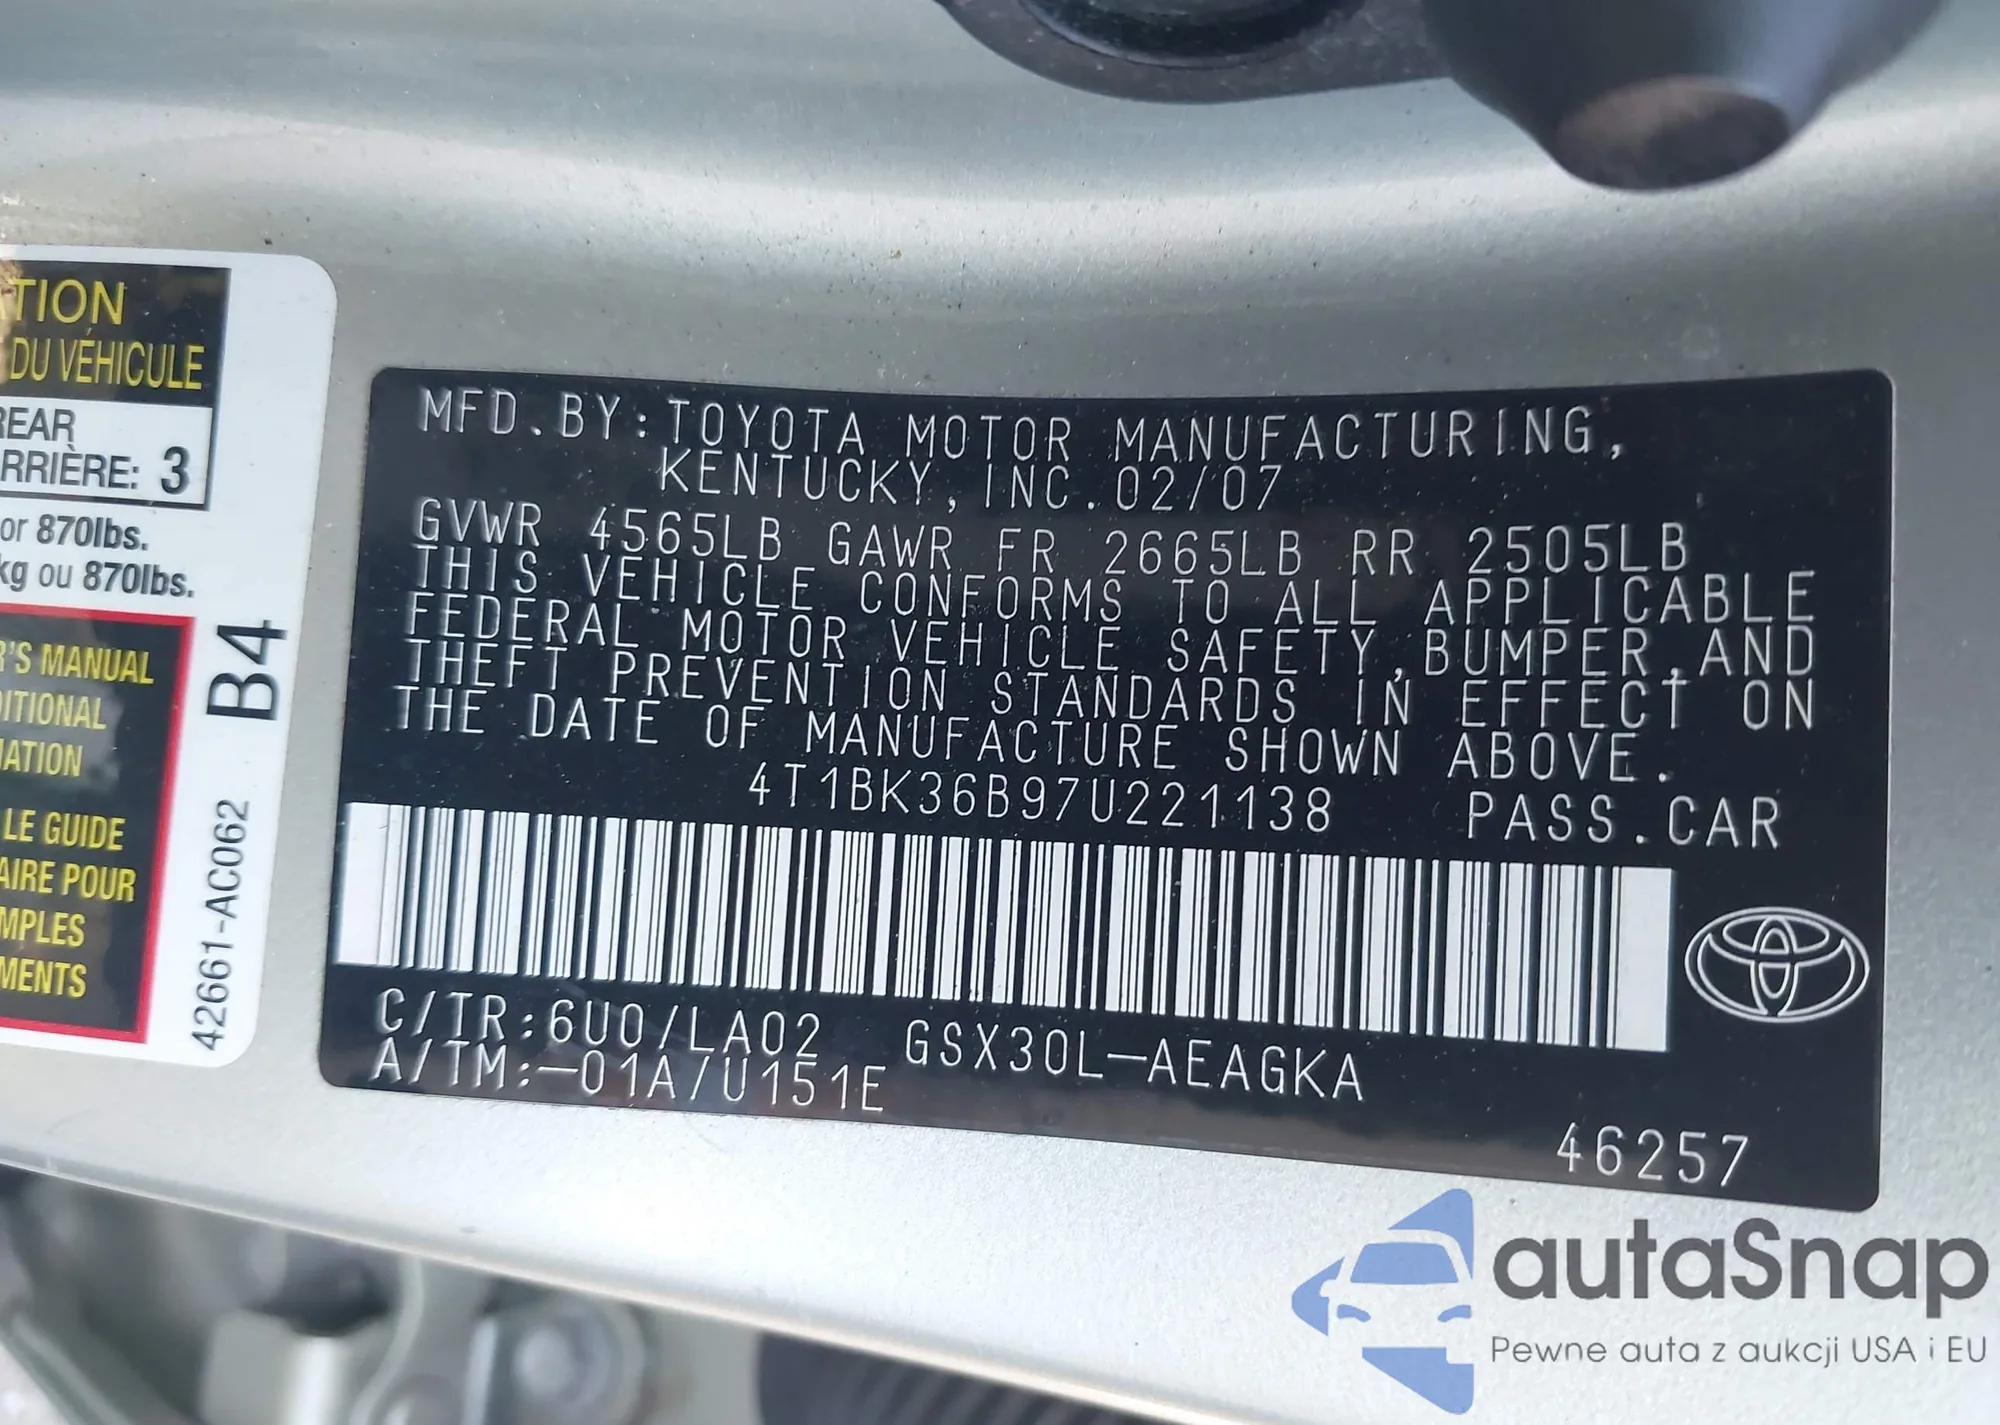 TION
DU VÉHICULE
REAR
RRIÈRE: 3
or 870lbs.
kg ou 870lbs.
R'S MANUAL
DITIONAL
MATION
LE GUIDE
AIRE POUR
MPLES
MENTS
B4
42661-AC062
MFD.BY:TOYOTA MOTOR MANUFACTURING,
KENTUCKY,INC.02/07
GVWR 4565LB GAWR FR 2665LB RR 2505LB
THIS VEHICLE CONFORMS TO ALL APPLICABLE
FEDERAL MOTOR VEHICLE SAFETY,BUMPER,AND
THEFT PREVENTION STANDARDS IN EFFECT ON
THE DATE OF MANUFACTURE SHOWN ABOVE.
4T1BK36B97U221138 PASS.CAR
C/TR:6U0/LA02 GSX30L-AEAGKA
A/TM:-01A/U151E
46257
autaSnap
Pewne auta z aukcji USA i EU